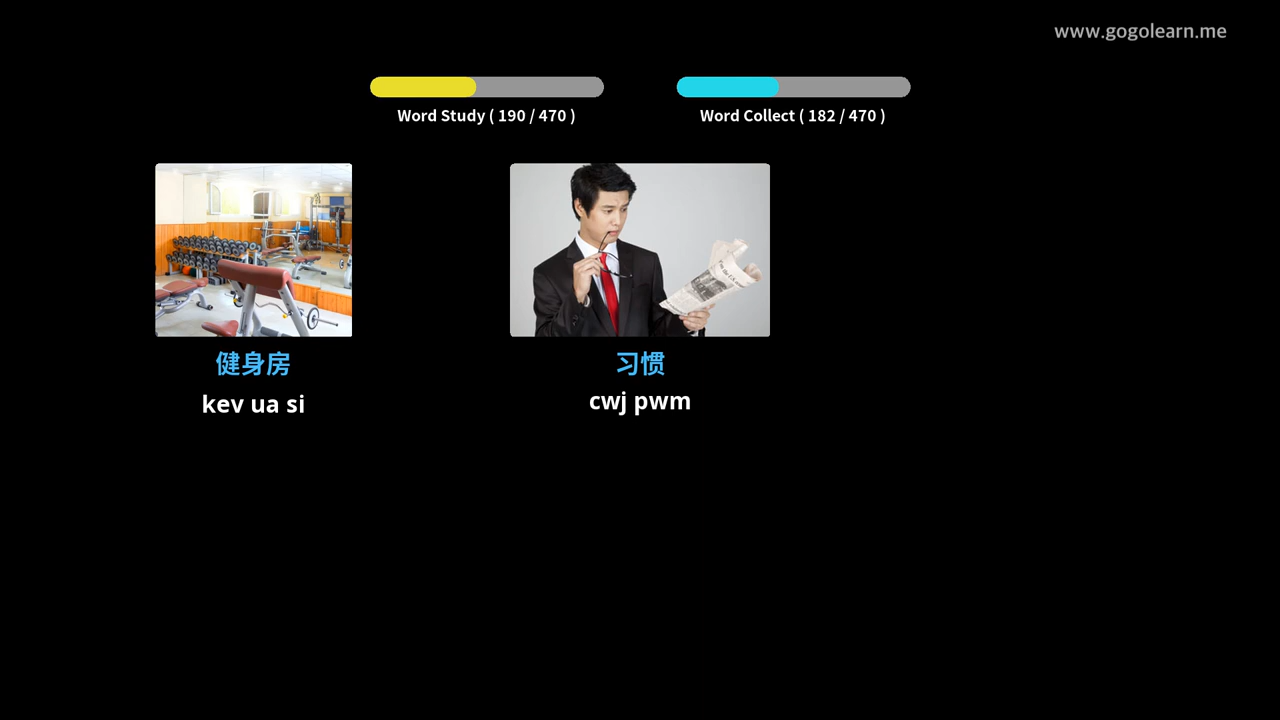 www.gogolearn.me
Word Study ( 190 / 470 )
Word Collect ( 182 / 470 )
健身房
kev ua si
习惯
cwj pwm